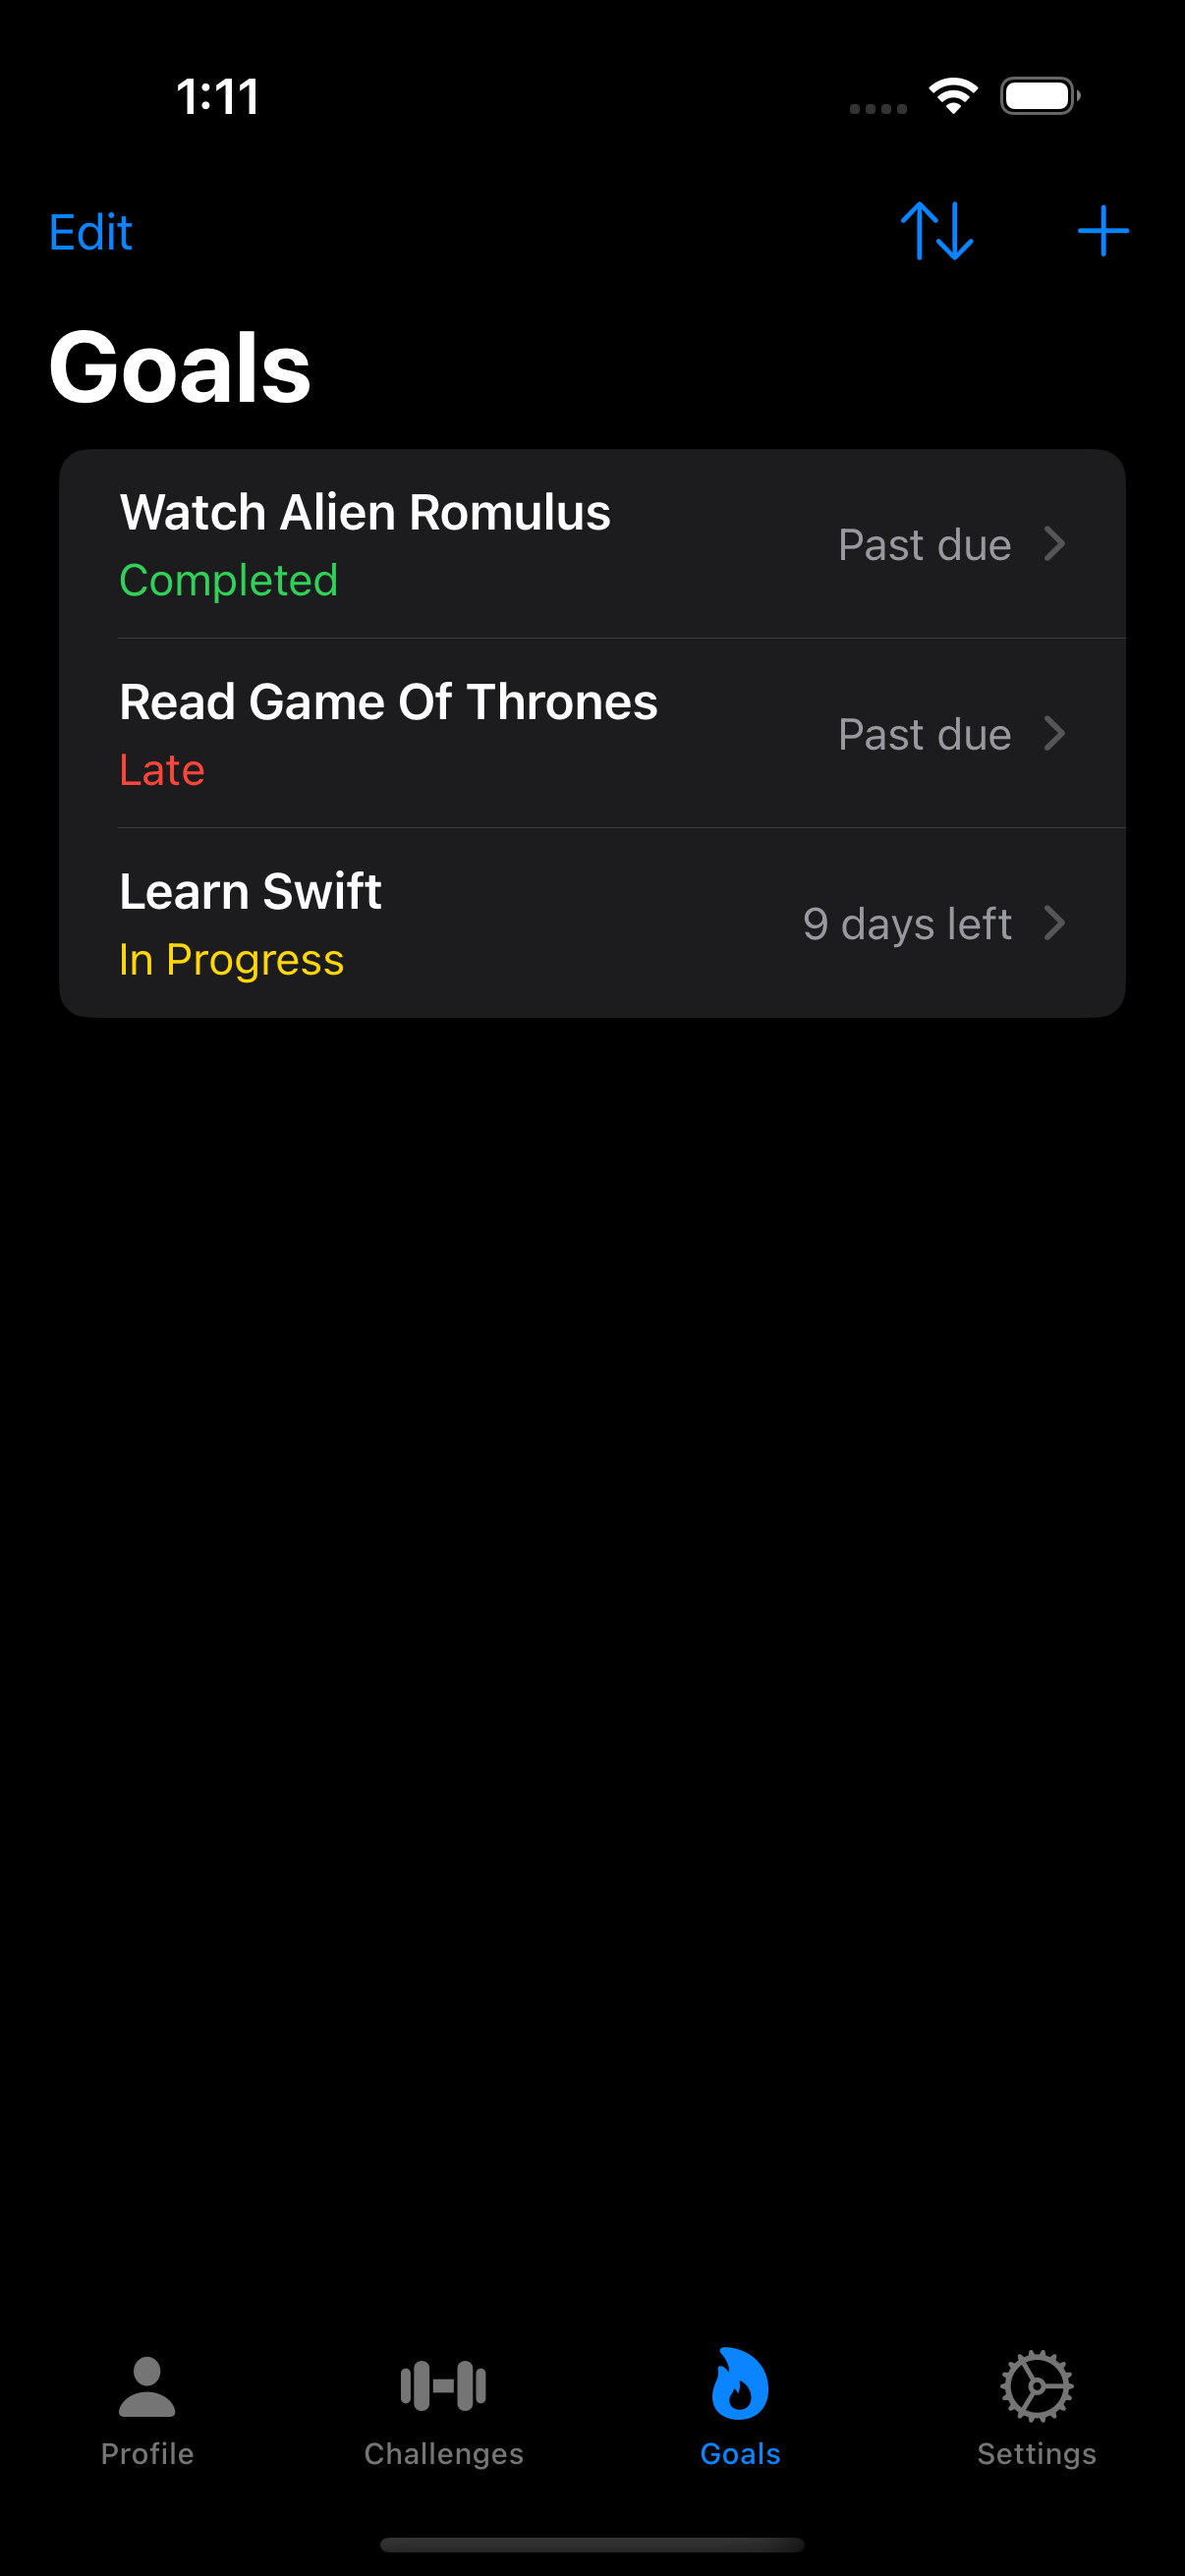 1:11
Edit
Goals
Watch Alien Romulus
Completed
Past due
Read Game Of Thrones
Late
Past due
Learn Swift
In Progress
9 days left
Profile
Challenges
Goals
Settings